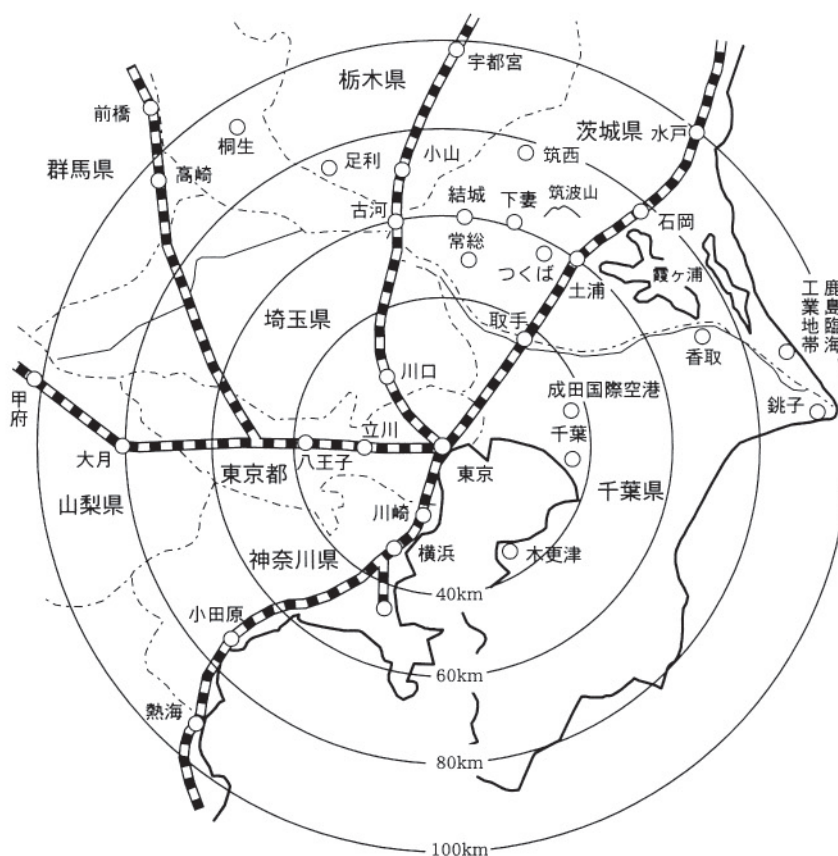 宇都宮
栃木県
前橋
桐生
茨城県
水戸
群馬県
高崎
足利
小山
筑西
古河
結城
下妻
筑波山
石岡
常総
つくば
土浦
霞ヶ浦
鹿島臨海
工業地帯
埼玉県
取手
香取
川口
甲府
成田国際空港
銚子
立川
千葉
大月
東京都
八王子
東京
山梨県
千葉県
川崎
神奈川県
横浜
木更津
40km
小田原
60km
熱海
80km
100km